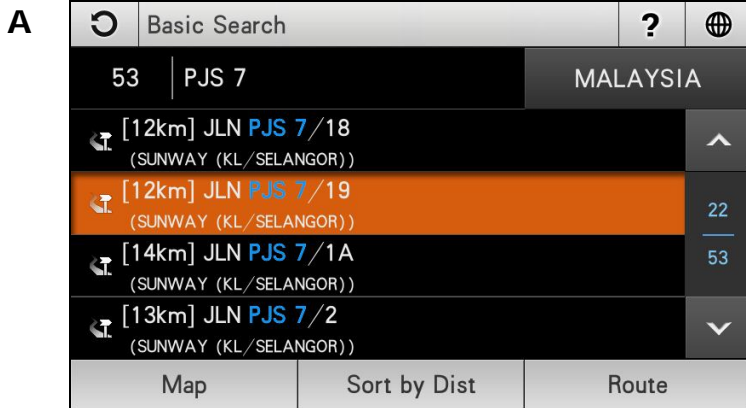 A
Basic Search ?
53 PJS 7 MALAYSIA
[12km] JLN PJS 7/18
(SUNWAY (KL/SELANGOR))
[12km] JLN PJS 7/19
(SUNWAY (KL/SELANGOR))
22
53
[14km] JLN PJS 7/1A
(SUNWAY (KL/SELANGOR))
[13km] JLN PJS 7/2
(SUNWAY (KL/SELANGOR))
Map Sort by Dist Route